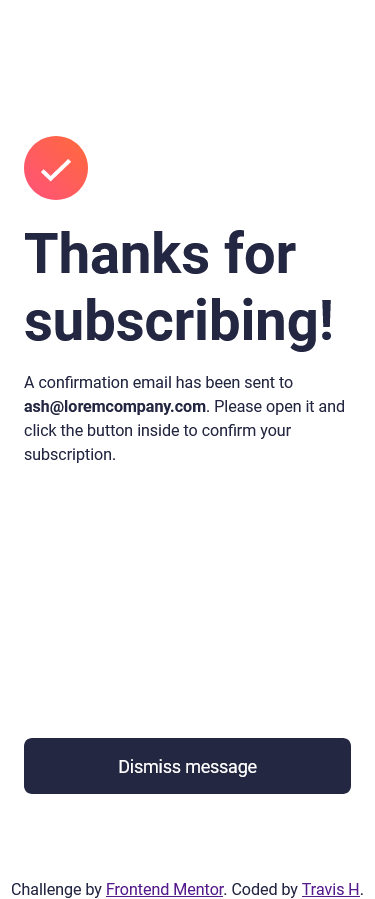 Thanks for
subscribing!
A confirmation email has been sent to
ash@loremcompany.com. Please open it and
click the button inside to confirm your
subscription.
Dismiss message
Challenge by Frontend Mentor. Coded by Travis H.